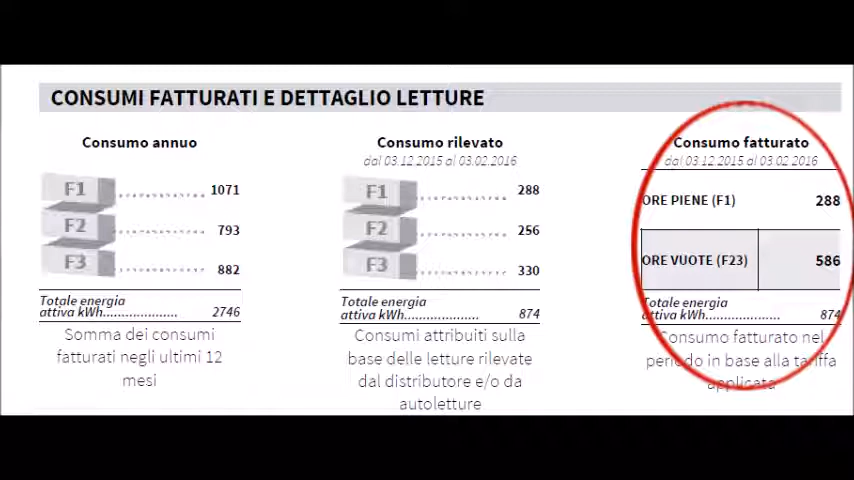 CONSUMI FATTURATI E DETTAGLIO LETTURE
Consumo annuo
F1 .................... 1071
F2 .................... 793
F3 .................... 882
Totale energia
attiva kWh.................... 2746
Somma dei consumi
fatturati negli ultimi 12
mesi
Consumo rilevato
dal 03.12.2015 al 03.02.2016
F1 .................... 288
F2 .................... 256
F3 .................... 330
Totale energia
attiva kWh.................... 874
Consumi attribuiti sulla
base delle letture rilevate
dal distributore e/o da
autoletture
Consumo fatturato
dal 03.12.2015 al 03.02.2016
ORE PIENE (F1) 288
ORE VUOTE (F23) 586
Totale energia
attiva kWh.................... 874
Consumo fatturato nel
periodo in base alla tariffa
applicata